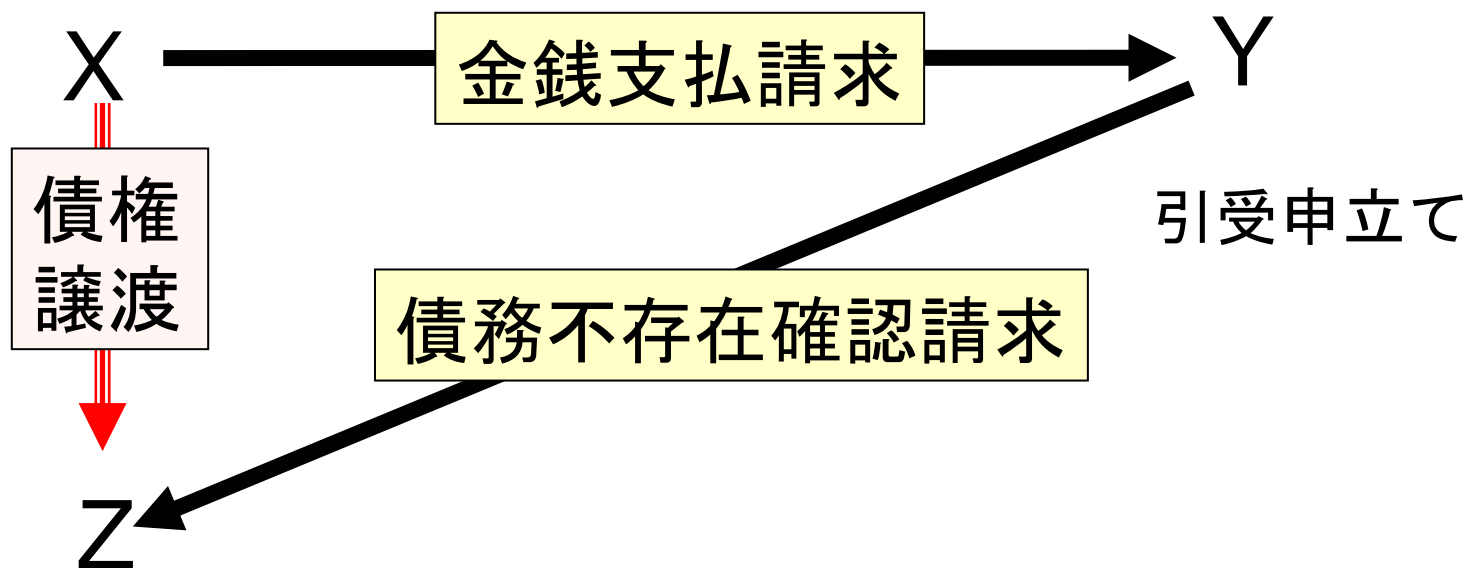 X
金銭支払請求
Y
債権
譲渡
引受申立て
債務不存在確認請求
Z